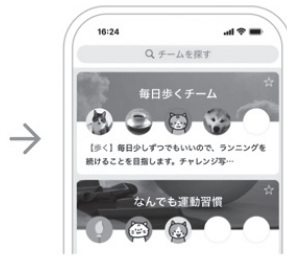 16:24
チームを探す
毎日歩くチーム
【歩く】毎日少しずつでもいいので、ランニングを
続けることを目指します。チャレンジ写…
なんでも運動習慣